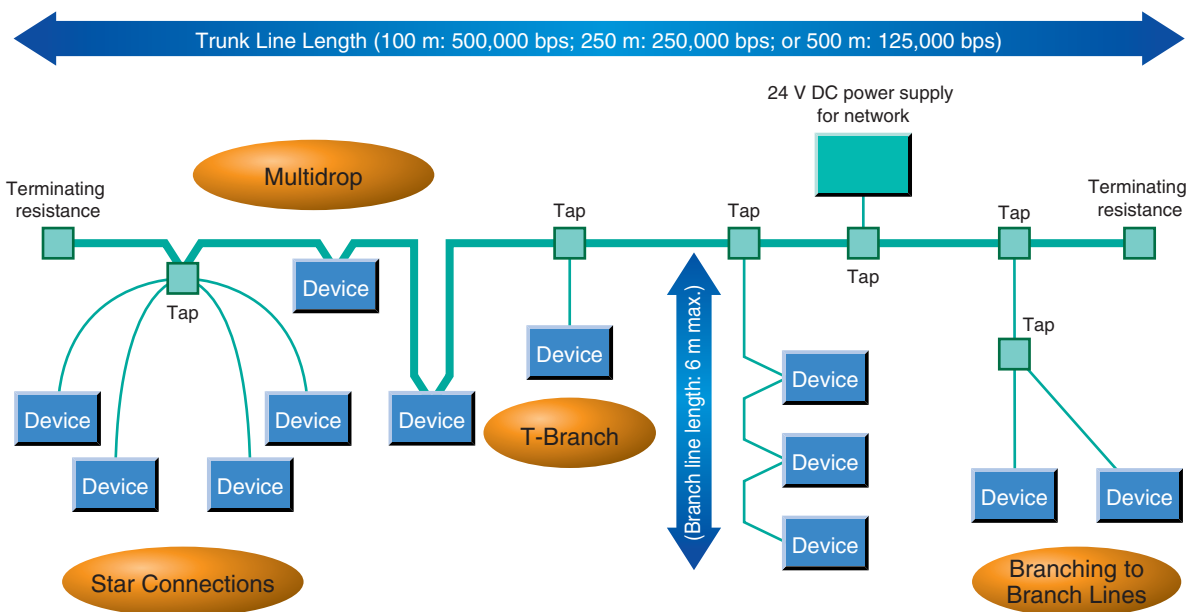 Trunk Line Length (100 m: 500,000 bps; 250 m: 250,000 bps; or 500 m: 125,000 bps)
24 V DC power supply
for network
Multidrop
Terminating
resistance
Tap
Tap
Tap
Terminating
resistance
Tap
Device
Tap
Tap
Device
(Branch line length: 6 m max.)
Device
Device
Device
Device
T-Branch
Device
Device
Device
Device
Device
Device
Star Connections
Branching to
Branch Lines